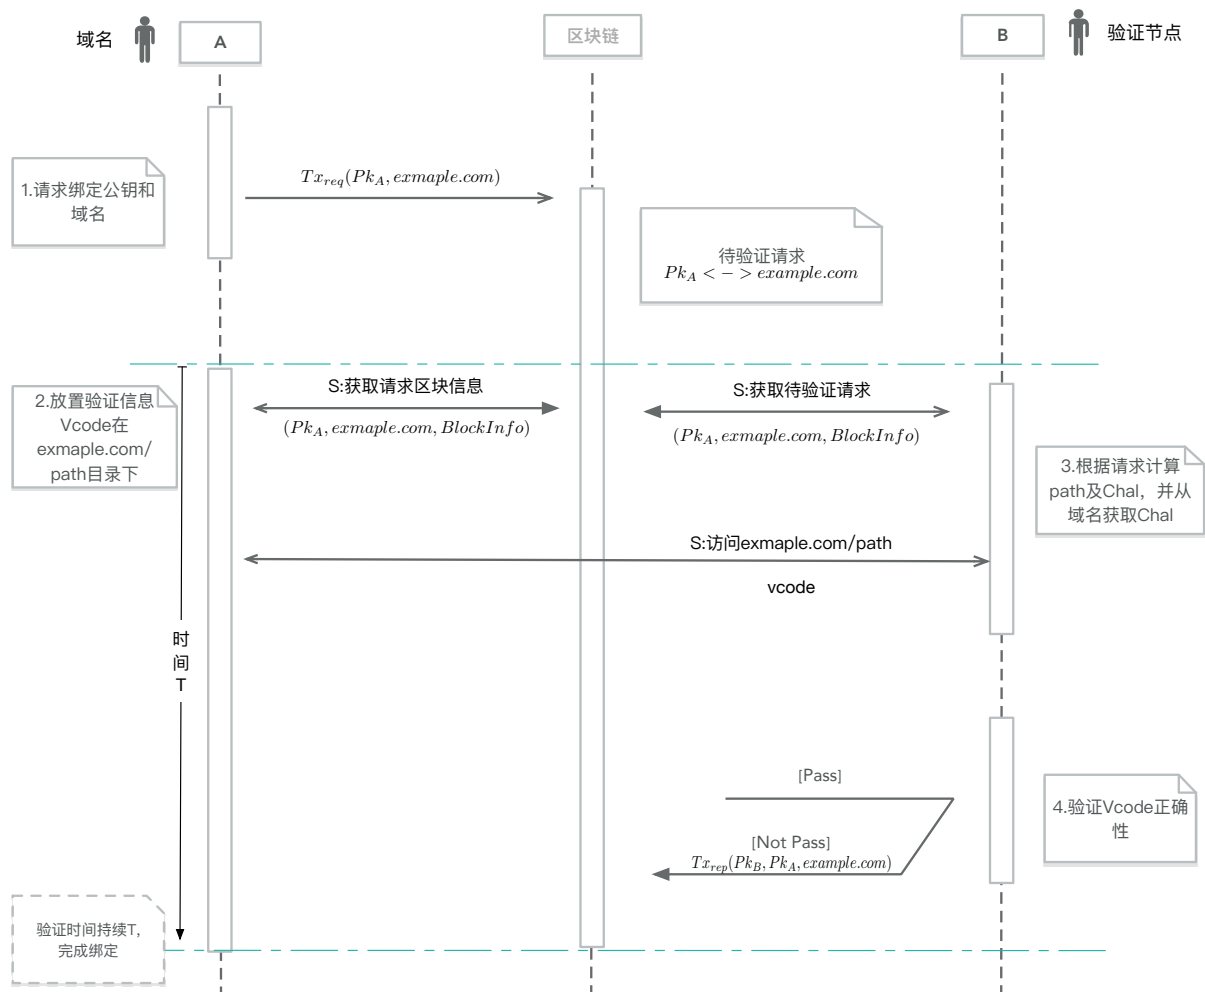 域名
A
区块链
B
验证节点
1.请求绑定公钥和
域名
Tx_req(Pk_A, exmaple.com)
待验证请求
Pk_A < - > example.com
2.放置验证信息
Vcode在
exmaple.com/
path目录下
S:获取请求区块信息
(Pk_A, exmaple.com, BlockInfo)
S:获取待验证请求
(Pk_A, exmaple.com, BlockInfo)
3.根据请求计算
path及Chal，并从
域名获取Chal
S:访问exmaple.com/path
vcode
时
间
T
[Pass]
[Not Pass]
Tx_rep(Pk_B, Pk_A, example.com)
4.验证Vcode正确
性
验证时间持续T，
完成绑定